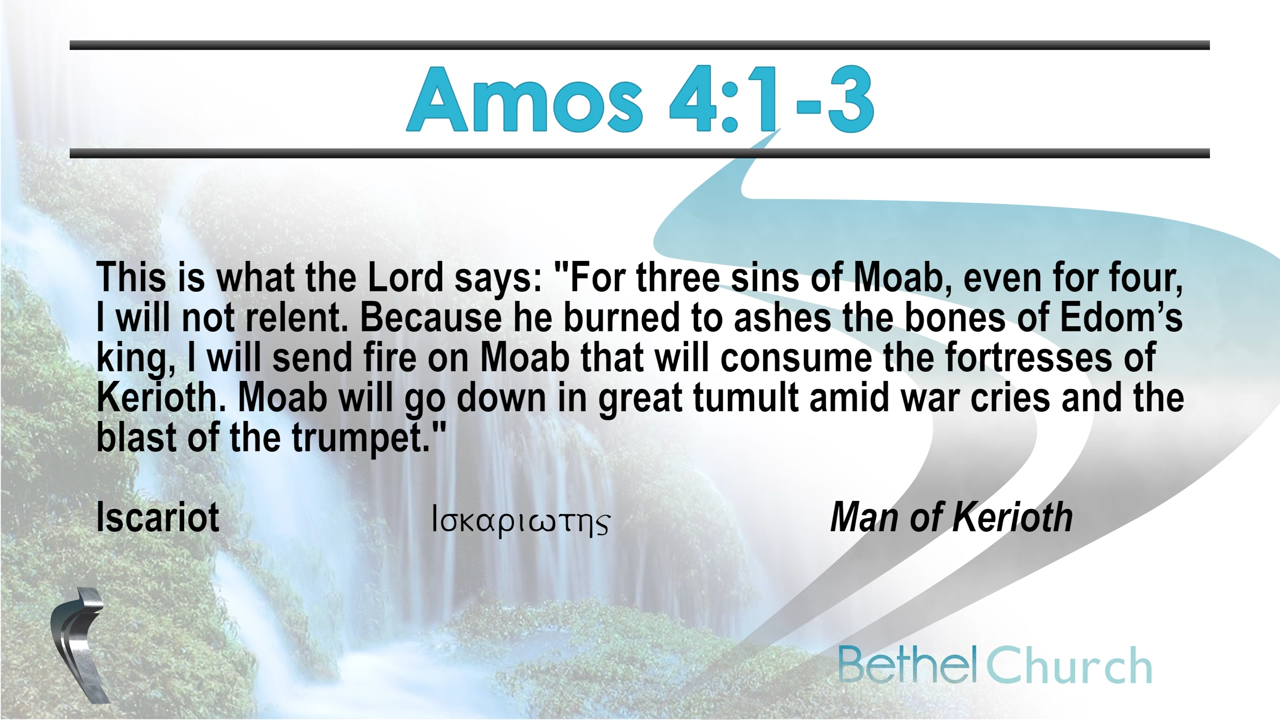 Amos 4:1-3
This is what the Lord says: "For three sins of Moab, even for four,
I will not relent. Because he burned to ashes the bones of Edom’s
king, I will send fire on Moab that will consume the fortresses of
Kerioth. Moab will go down in great tumult amid war cries and the
blast of the trumpet."
Iscariot Ισκαριωτης Man of Kerioth
Bethel Church